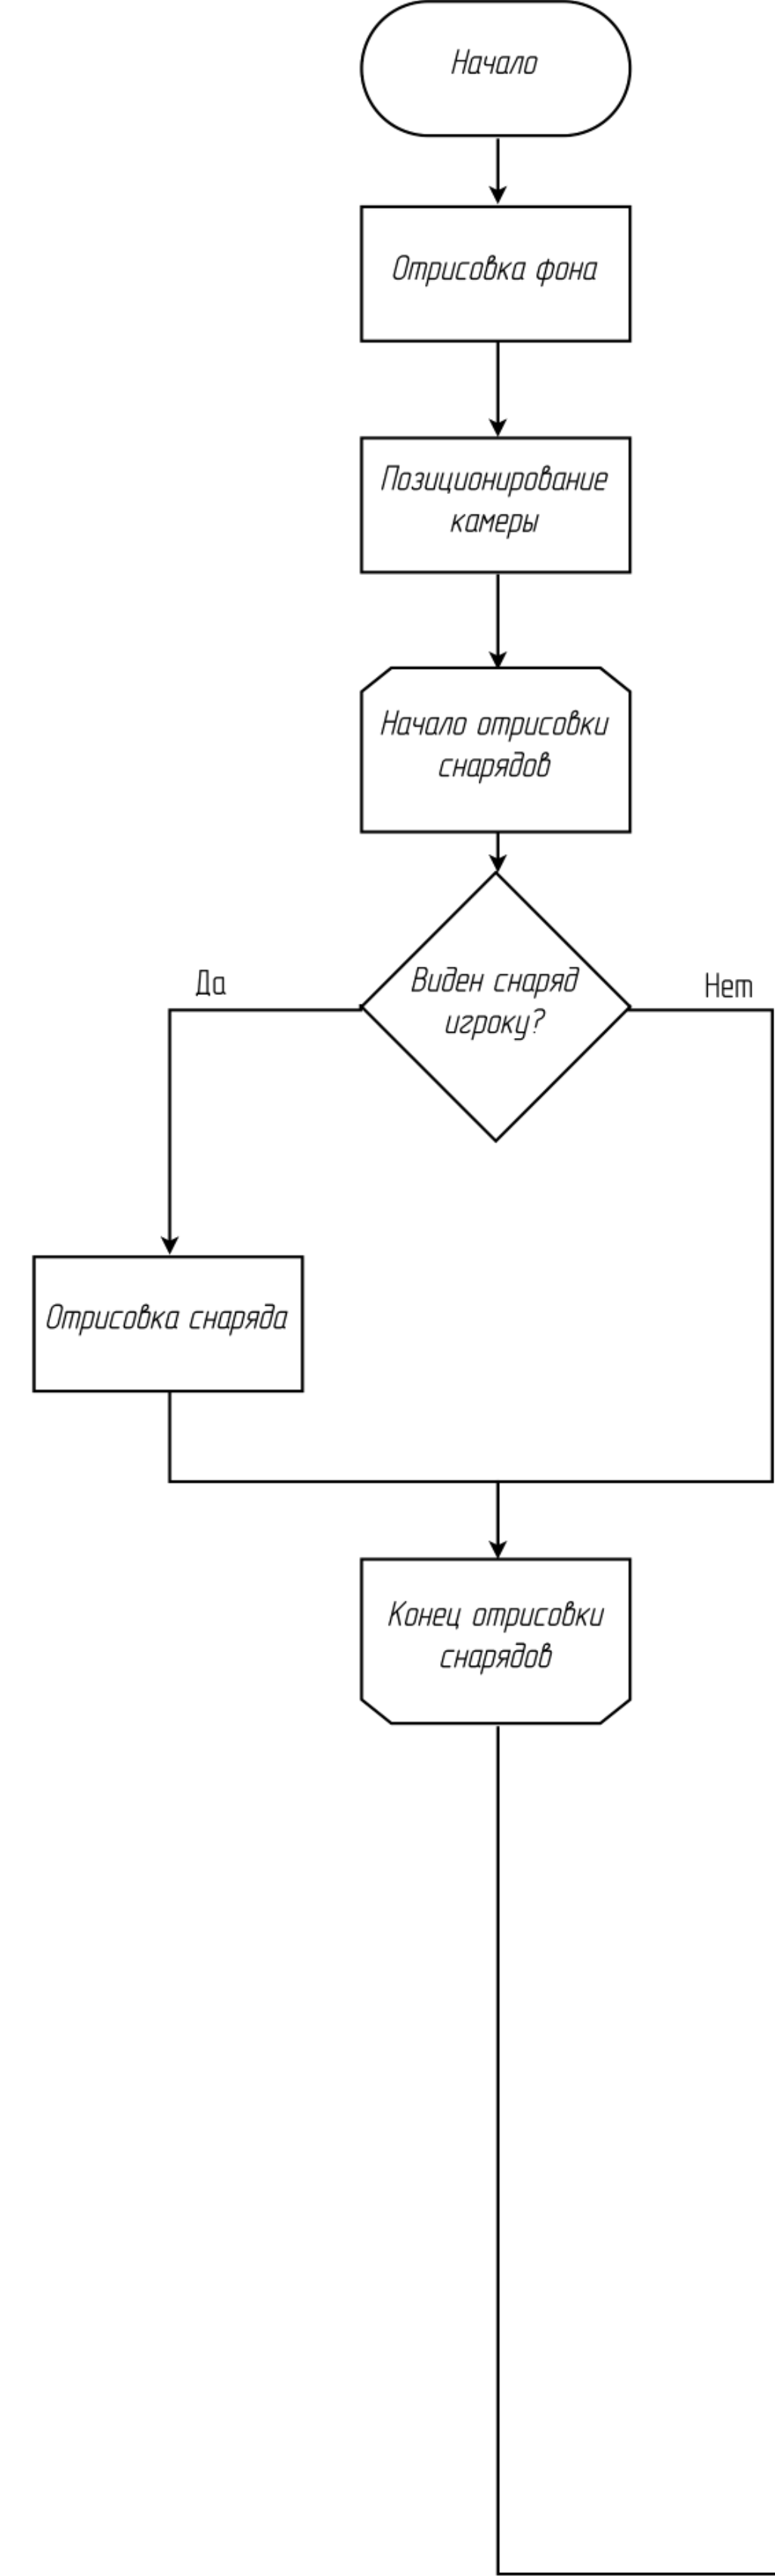 Начало
Отрисовка фона
Позиционирование
камеры
Начало отрисовки
снарядов
Виден снаряд
игроку?
Да
Нет
Отрисовка снаряда
Конец отрисовки
снарядов